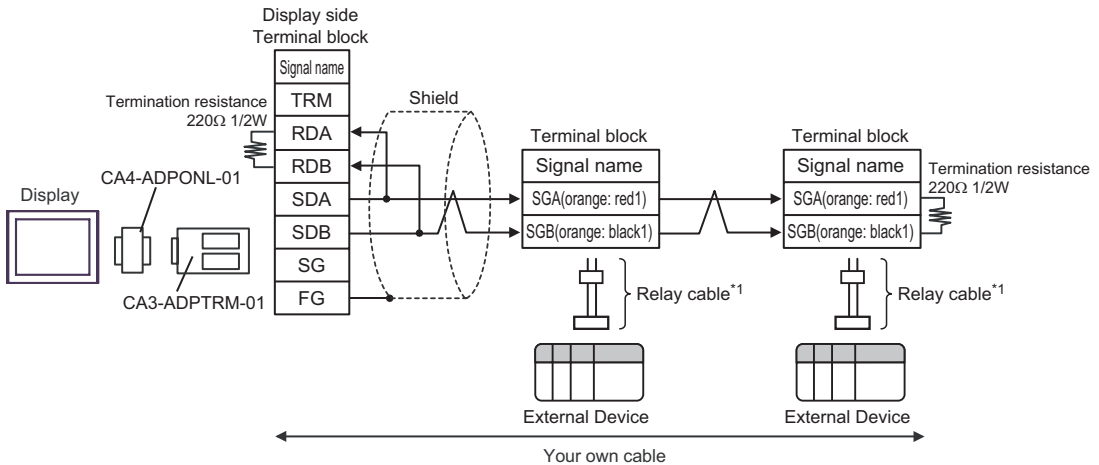 Display side
Terminal block
Signal name
TRM
RDA
RDB
SDA
SDB
SG
FG
Termination resistance
220Ω 1/2W
Shield
Display
CA4-ADPONL-01
CA3-ADPTRM-01
Terminal block
Signal name
SGA(orange: red1)
SGB(orange: black1)
Relay cable*1
External Device
Terminal block
Signal name
SGA(orange: red1)
SGB(orange: black1)
Termination resistance
220Ω 1/2W
Relay cable*1
External Device
Your own cable